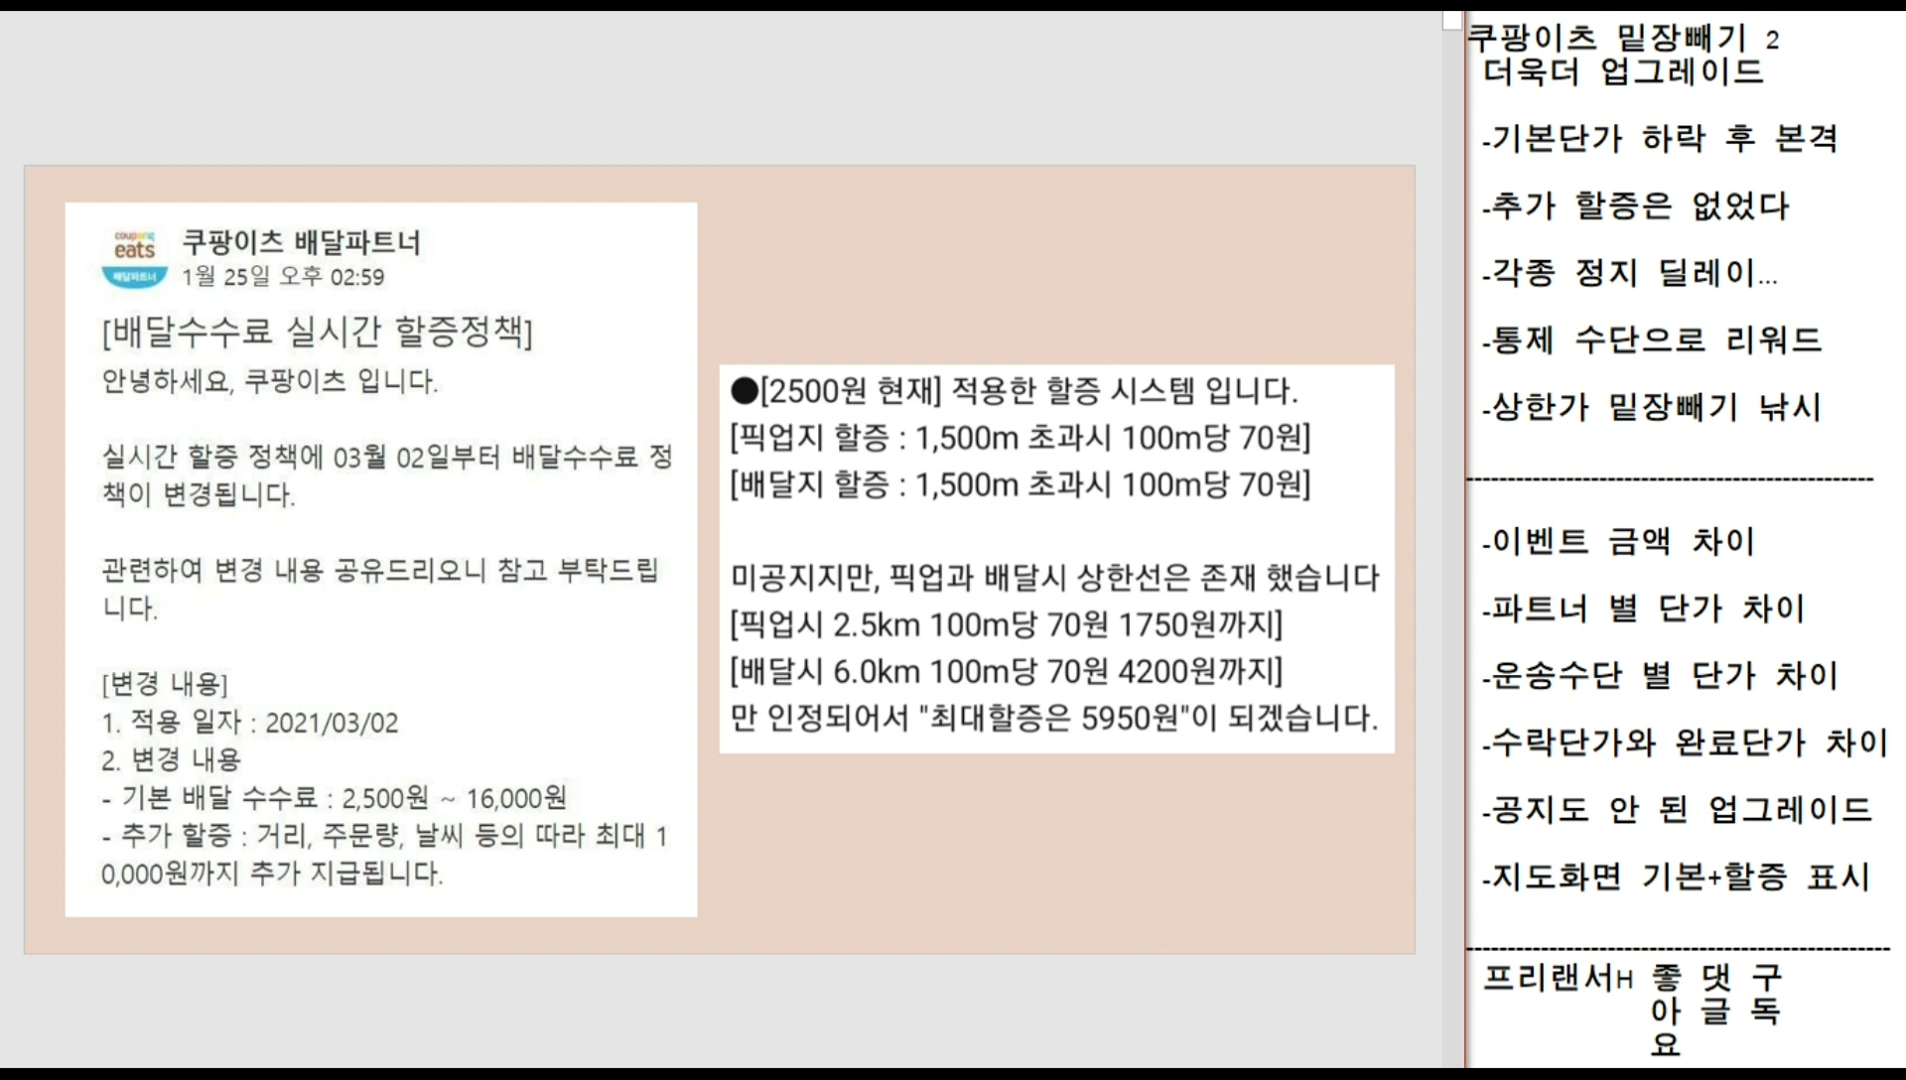 coupang
eats
배달파트너
쿠팡이츠 배달파트너
1월 25일 오후 02:59
[배달수수료 실시간 할증정책]
안녕하세요, 쿠팡이츠 입니다.
실시간 할증 정책에 03월 02일부터 배달수수료 정
책이 변경됩니다.
관련하여 변경 내용 공유드리오니 참고 부탁드립
니다.
[변경 내용]
1. 적용 일자 : 2021/03/02
2. 변경 내용
- 기본 배달 수수료 : 2,500원 ~ 16,000원
- 추가 할증 : 거리, 주문량, 날씨 등의 따라 최대 1
0,000원까지 추가 지급됩니다.
●[2500원 현재] 적용한 할증 시스템 입니다.
[픽업지 할증 : 1,500m 초과시 100m당 70원]
[배달지 할증 : 1,500m 초과시 100m당 70원]
미공지지만, 픽업과 배달시 상한선은 존재 했습니다
[픽업시 2.5km 100m당 70원 1750원까지]
[배달시 6.0km 100m당 70원 4200원까지]
만 인정되어서 "최대할증은 5950원"이 되겠습니다.
쿠팡이츠 밑장빼기 2
더욱더 업그레이드
-기본단가 하락 후 본격
-추가 할증은 없었다
-각종 정지 딜레이...
-통제 수단으로 리워드
-상한가 밑장빼기 낚시
--------------------------------------------------
-이벤트 금액 차이
-파트너 별 단가 차이
-운송수단 별 단가 차이
-수락단가와 완료단가 차이
-공지도 안 된 업그레이드
-지도화면 기본+할증 표시
----------------------------------------------------
프리랜서H 좋 댓 구
아 글 독
요